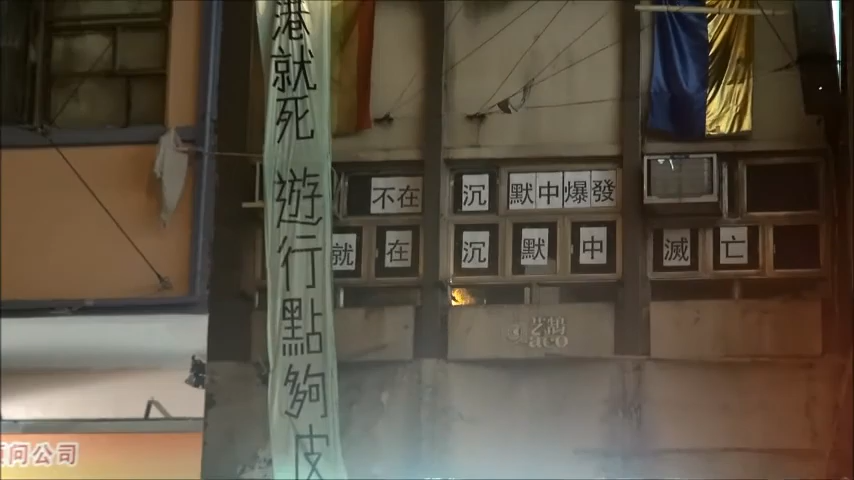 港就死 遊行點夠皮
不在沉默中爆發
就在沉默中滅亡
艺鵠
aco
顧问公司